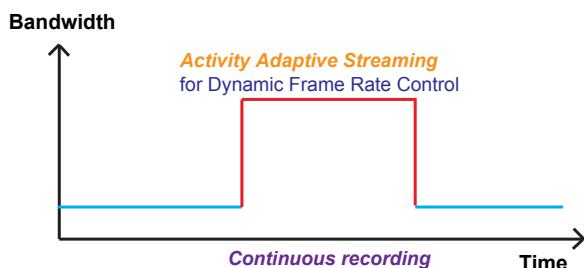 Bandwidth
Activity Adaptive Streaming
for Dynamic Frame Rate Control
Continuous recording
Time